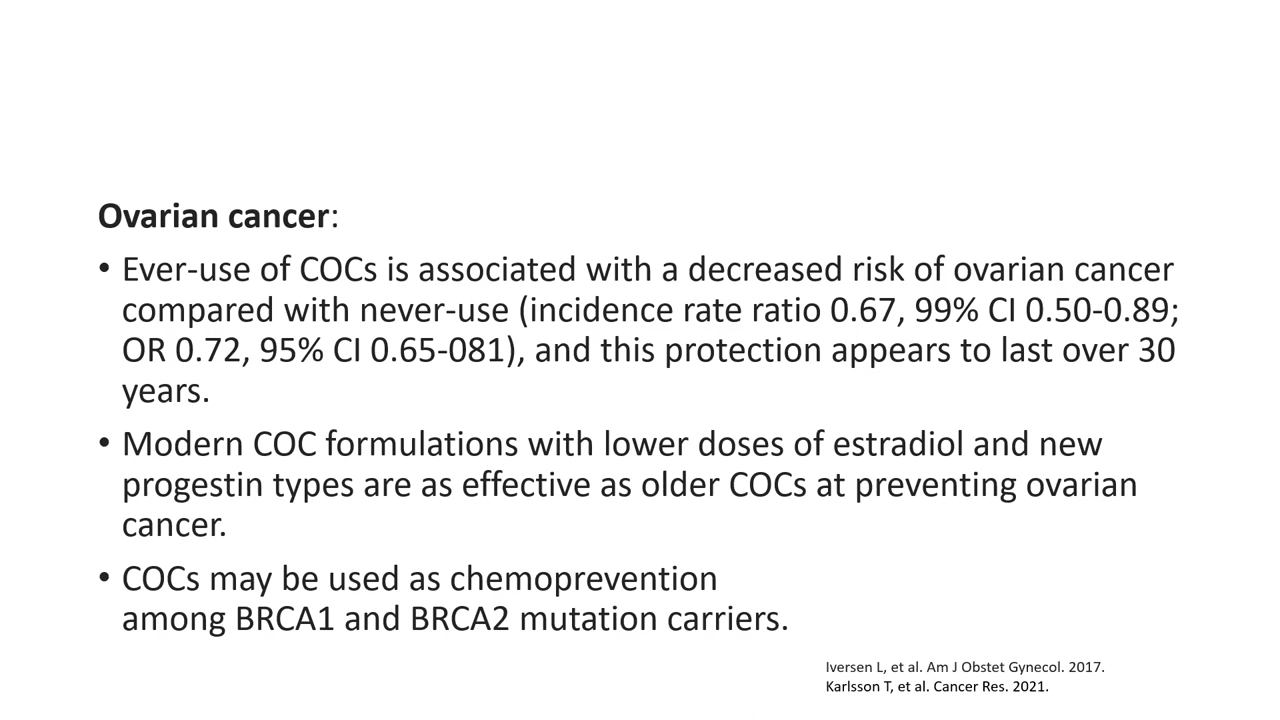 Ovarian cancer:
• Ever-use of COCs is associated with a decreased risk of ovarian cancer
compared with never-use (incidence rate ratio 0.67, 99% CI 0.50-0.89;
OR 0.72, 95% CI 0.65-081), and this protection appears to last over 30
years.
• Modern COC formulations with lower doses of estradiol and new
progestin types are as effective as older COCs at preventing ovarian
cancer.
• COCs may be used as chemoprevention
among BRCA1 and BRCA2 mutation carriers.
Iversen L, et al. Am J Obstet Gynecol. 2017.
Karlsson T, et al. Cancer Res. 2021.